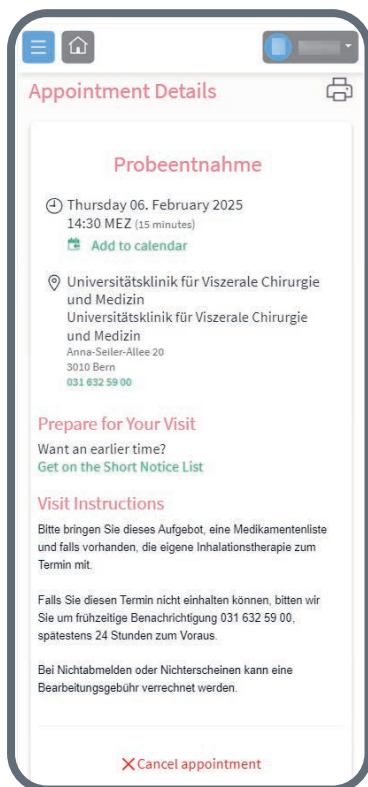 Appointment Details
Probeentnahme
Thursday 06. February 2025
14:30 MEZ (15 minutes)
Add to calendar
Universitätsklinik für Viszerale Chirurgie
und Medizin
Universitätsklinik für Viszerale Chirurgie
und Medizin
Anna-Seiler-Allee 20
3010 Bern
031 632 59 00
Prepare for Your Visit
Want an earlier time?
Get on the Short Notice List
Visit Instructions
Bitte bringen Sie dieses Aufgebot, eine Medikamentenliste
und falls vorhanden, die eigene Inhalationstherapie zum
Termin mit.
Falls Sie diesen Termin nicht einhalten können, bitten wir
Sie um frühzeitige Benachrichtigung 031 632 59 00,
spätestens 24 Stunden zum Voraus.
Bei Nichtabmelden oder Nichterscheinen kann eine
Bearbeitungsgebühr verrechnet werden.
Cancel appointment